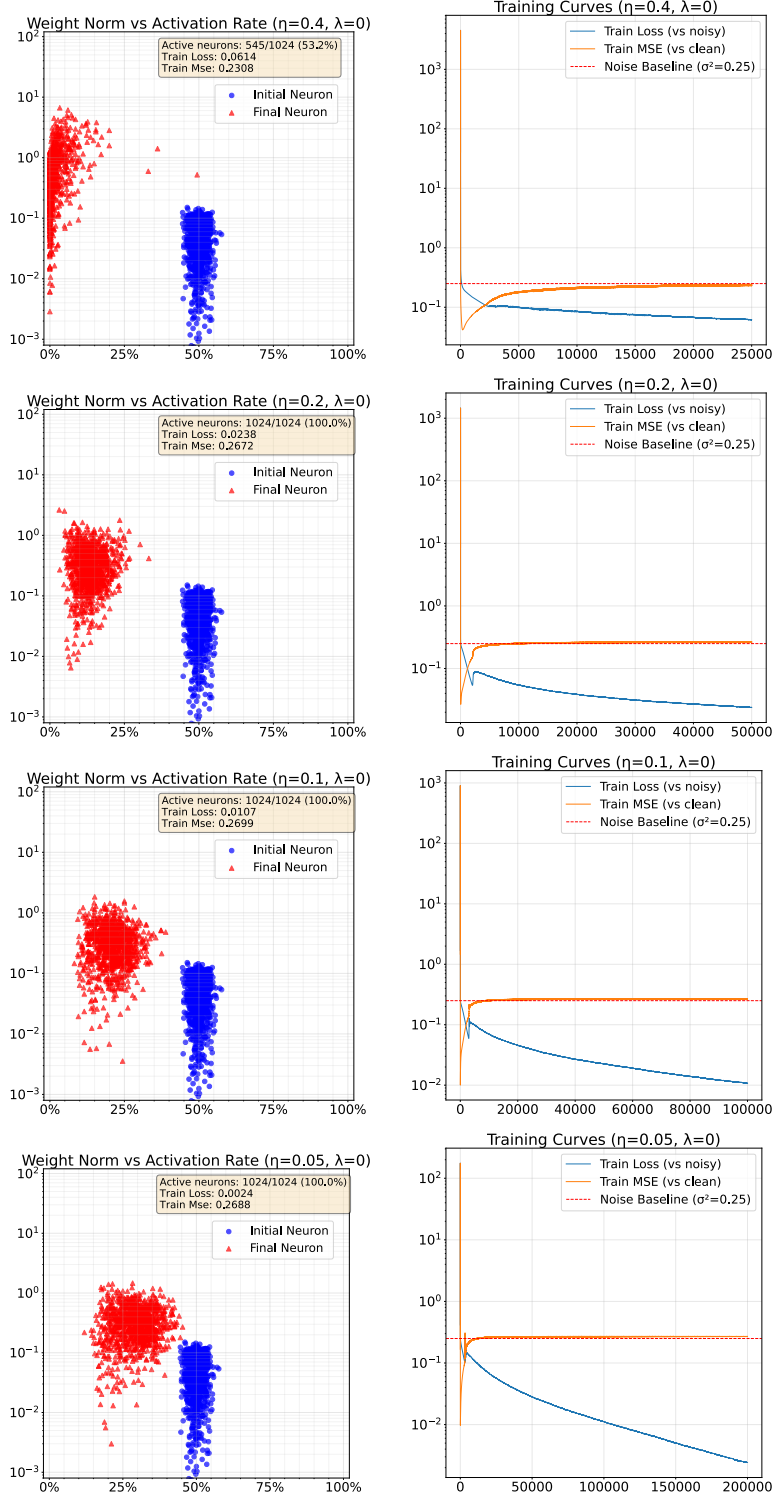 Weight Norm vs Activation Rate (η=0.4, λ=0)
Active neurons: 545/1024 (53.2%)
Train Loss: 0.0614
Train Mse: 0.2308
Initial Neuron
Final Neuron
10²
10¹
10⁰
10⁻¹
10⁻²
10⁻³
0%
25%
50%
75%
100%
Training Curves (η=0.4, λ=0)
Train Loss (vs noisy)
Train MSE (vs clean)
Noise Baseline (σ²=0.25)
10³
10²
10¹
10⁰
10⁻¹
0
5000
10000
15000
20000
25000
Weight Norm vs Activation Rate (η=0.2, λ=0)
Active neurons: 1024/1024 (100.0%)
Train Loss: 0.0238
Train Mse: 0.2672
Initial Neuron
Final Neuron
10²
10¹
10⁰
10⁻¹
10⁻²
10⁻³
0%
25%
50%
75%
100%
Training Curves (η=0.2, λ=0)
Train Loss (vs noisy)
Train MSE (vs clean)
Noise Baseline (σ²=0.25)
10³
10²
10¹
10⁰
10⁻¹
0
10000
20000
30000
40000
50000
Weight Norm vs Activation Rate (η=0.1, λ=0)
Active neurons: 1024/1024 (100.0%)
Train Loss: 0.0107
Train Mse: 0.2699
Initial Neuron
Final Neuron
10²
10¹
10⁰
10⁻¹
10⁻²
10⁻³
0%
25%
50%
75%
100%
Training Curves (η=0.1, λ=0)
Train Loss (vs noisy)
Train MSE (vs clean)
Noise Baseline (σ²=0.25)
10³
10²
10¹
10⁰
10⁻¹
10⁻²
0
20000
40000
60000
80000
100000
Weight Norm vs Activation Rate (η=0.05, λ=0)
Active neurons: 1024/1024 (100.0%)
Train Loss: 0.0024
Train Mse: 0.2688
Initial Neuron
Final Neuron
10²
10¹
10⁰
10⁻¹
10⁻²
10⁻³
0%
25%
50%
75%
100%
Training Curves (η=0.05, λ=0)
Train Loss (vs noisy)
Train MSE (vs clean)
Noise Baseline (σ²=0.25)
10²
10¹
10⁰
10⁻¹
10⁻²
0
50000
100000
150000
200000